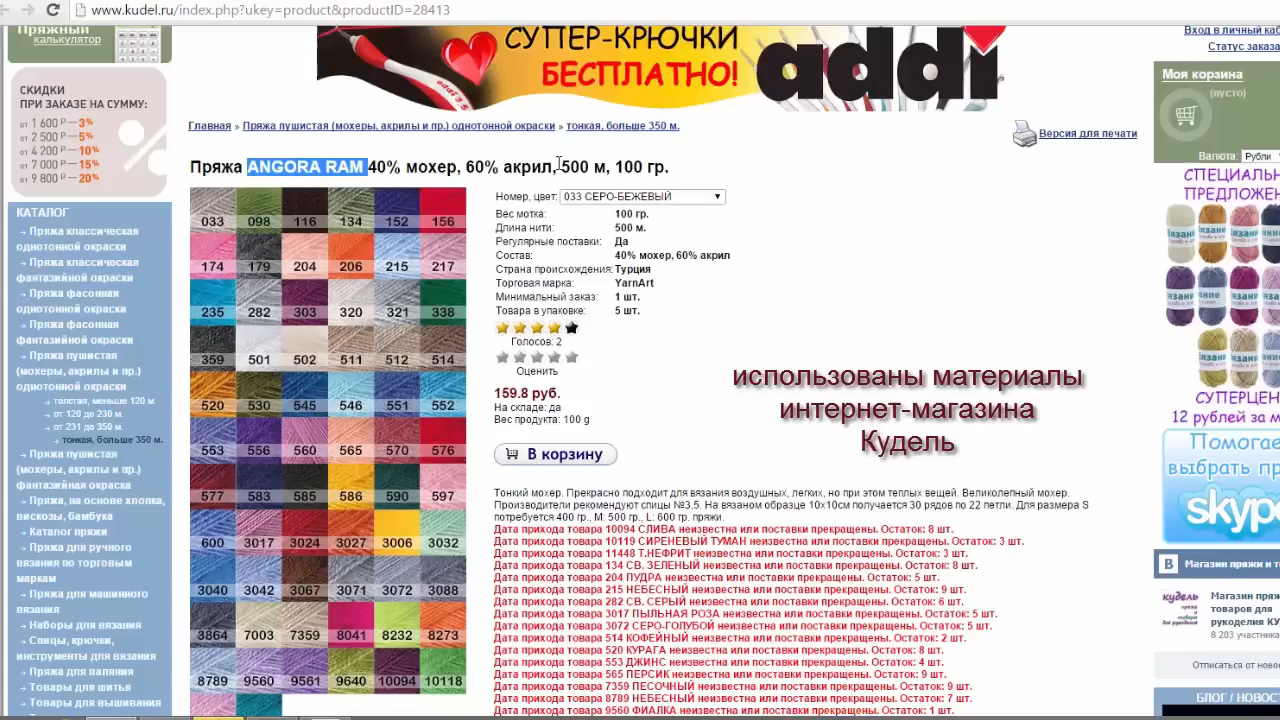 www.kudel.ru/index.php?productID=28413
Пряжный
калькулятор
СКИДКИ
ПРИ ЗАКАЗЕ НА СУММУ:
от 1 600 Р — 3%
от 2 500 Р — 5%
от 4 200 Р — 10%
от 7 000 Р — 15%
от 9 800 Р — 20%
КАТАЛОГ
Пряжа классическая
однотонной окраски
Пряжа классическая
фантазийной окраски
Пряжа фасонная
однотонной окраски
Пряжа фасонная
фантазийной окраски
Пряжа пушистая
(мохеры, акрилы и пр.)
однотонной окраски
толстая, меньше 120 м.
от 120 до 230 м.
от 231 до 350 м.
тонкая, больше 350 м.
Пряжа пушистая
(мохеры, акрилы и пр.)
фантазийная окраска
Пряжа, на основе хлопка,
вискозы, бамбука
Каталог пряжи
Пряжа для ручного
вязания по торговым
маркам
Пряжа для машинного
вязания
Наборы для вязания
Спицы, крючки,
инструменты для вязания
Пряжа для валяния
Товары для шитья
Товары для вышивания
СУПЕР-КРЮЧКИ
БЕСПЛАТНО!
addi
Главная » Пряжа пушистая (мохеры, акрилы и пр.) однотонной окраски » тонкая, больше 350 м.
Версия для печати
Пряжа ANGORA RAM 40% мохер, 60% акрил, 500 м, 100 гр.
033 098 116 134 152 156
174 179 204 206 215 217
235 282 303 320 321 338
359 501 502 511 512 514
520 530 545 546 551 552
553 556 560 565 570 576
577 583 585 586 590 597
600 3017 3024 3027 3006 3032
3040 3042 3067 3071 3072 3088
3864 7003 7359 8041 8232 8273
8789 9560 9561 9640 10094 10118
Номер, цвет: 033 СЕРО-БЕЖЕВЫЙ
Вес мотка: 100 гр.
Длина нити: 500 м.
Регулярные поставки: Да
Состав: 40% мохер, 60% акрил
Страна происхождения: Турция
Торговая марка: YarnArt
Минимальный заказ: 1 шт.
Товара в упаковке: 5 шт.
Голосов: 2
Оценить
159.8 руб.
На складе: да
Вес продукта: 100 g
В корзину
использованы материалы
интернет-магазина
Кудель
Тонкий мохер. Прекрасно подходит для вязания воздушных, легких, но при этом теплых вещей. Великолепный мохер.
Производители рекомендуют спицы №3,5. На вязаном образце 10х10см получается 30 рядов по 22 петли. Для размера S
потребуется 400 гр., M: 500 гр., L: 600 гр. пряжи.
Дата прихода товара 10094 СЛИВА неизвестна или поставки прекращены. Остаток: 8 шт.
Дата прихода товара 10119 СИРЕНЕВЫЙ ТУМАН неизвестна или поставки прекращены. Остаток: 3 шт.
Дата прихода товара 11448 Т.НЕФРИТ неизвестна или поставки прекращены. Остаток: 3 шт.
Дата прихода товара 134 СВ. ЗЕЛЕНЫЙ неизвестна или поставки прекращены. Остаток: 8 шт.
Дата прихода товара 204 ПУДРА неизвестна или поставки прекращены. Остаток: 5 шт.
Дата прихода товара 215 НЕБЕСНЫЙ неизвестна или поставки прекращены. Остаток: 9 шт.
Дата прихода товара 282 СВ. СЕРЫЙ неизвестна или поставки прекращены. Остаток: 6 шт.
Дата прихода товара 3017 ПЫЛЬНАЯ РОЗА неизвестна или поставки прекращены. Остаток: 5 шт.
Дата прихода товара 3072 СЕРО-ГОЛУБОЙ неизвестна или поставки прекращены. Остаток: 5 шт.
Дата прихода товара 514 КОФЕЙНЫЙ неизвестна или поставки прекращены. Остаток: 2 шт.
Дата прихода товара 520 КУРАГА неизвестна или поставки прекращены. Остаток: 8 шт.
Дата прихода товара 553 ДЖИНС неизвестна или поставки прекращены. Остаток: 4 шт.
Дата прихода товара 565 ПЕРСИК неизвестна или поставки прекращены. Остаток: 9 шт.
Дата прихода товара 7359 ПЕСОЧНЫЙ неизвестна или поставки прекращены. Остаток: 9 шт.
Дата прихода товара 8789 НЕБЕСНЫЙ неизвестна или поставки прекращены. Остаток: 7 шт.
Дата прихода товара 9560 ФИАЛКА неизвестна или поставки прекращены. Остаток: 1 шт.
Вход в личный каб
Статус заказа
Моя корзина
(пусто)
Валюта: Рубли
СПЕЦИАЛЬН
ПРЕДЛОЖЕН
СУПЕРЦЕН
12 рублей за м
Помогае
выбрать пр
skype
В Магазин пряжи и т
кудель
Магазин пряж
товаров для
рукоделия КУ
8 203 участника
Отписаться от ново
БЛОГ / НОВОС